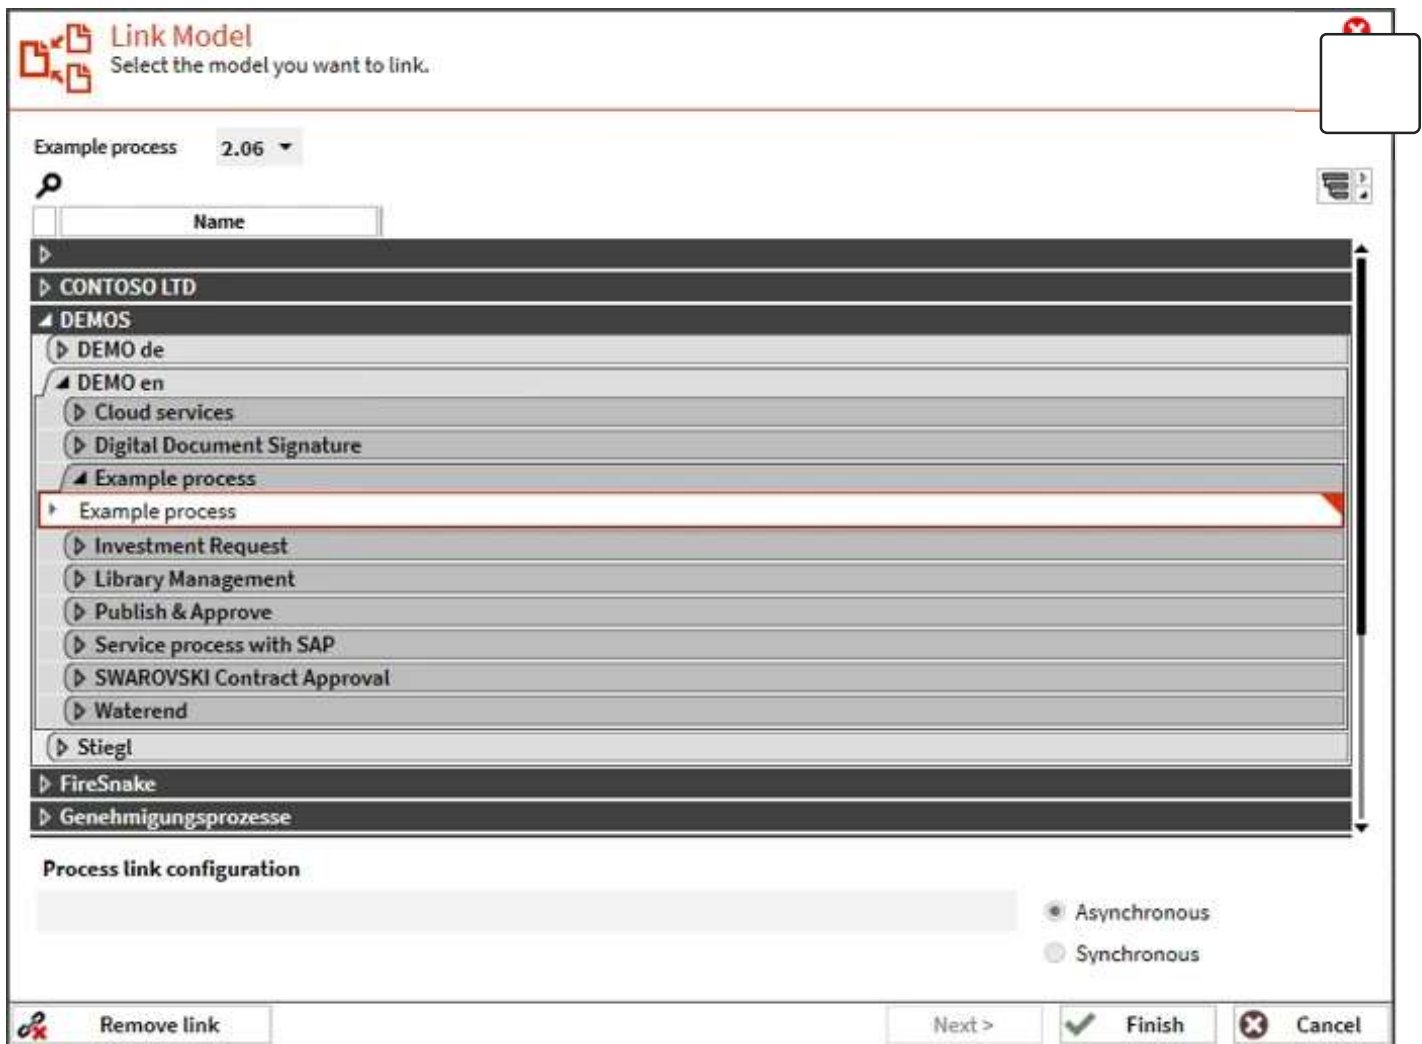 Link Model
Select the model you want to link.
Example process 2.06
Name
CONTOSO LTD
DEMOS
DEMO de
DEMO en
Cloud services
Digital Document Signature
Example process
Example process
Investment Request
Library Management
Publish & Approve
Service process with SAP
SWAROVSKI Contract Approval
Waterend
Stiegl
FireSnake
Genehmigungsprozesse
Process link configuration
Asynchronous
Synchronous
Remove link Next > Finish Cancel